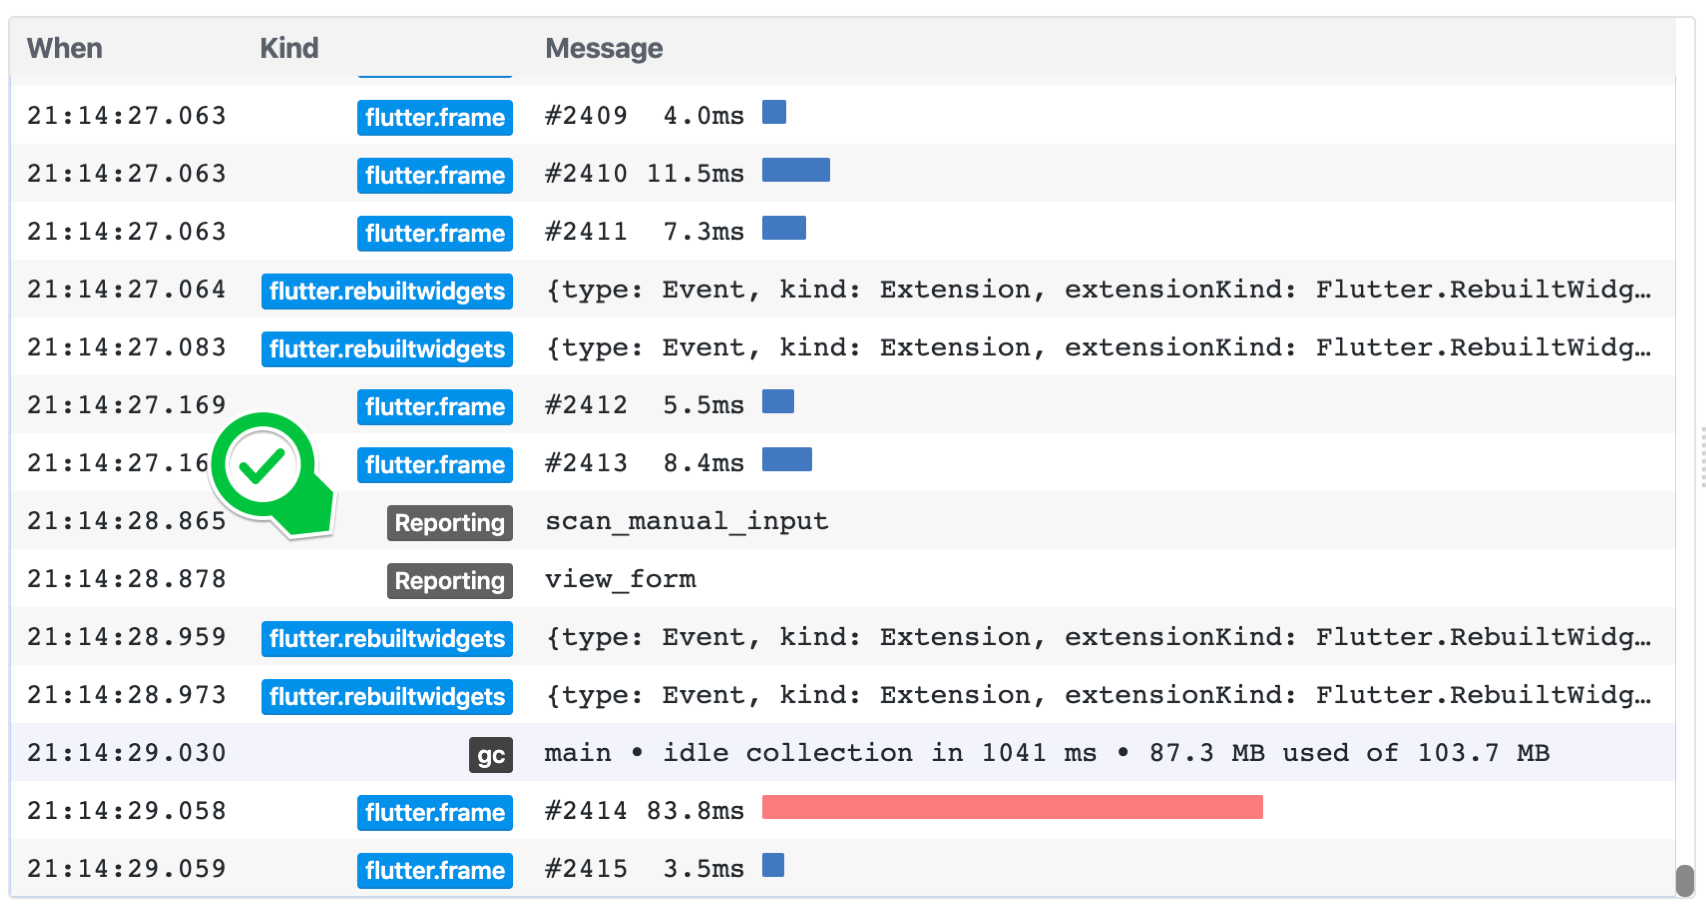 When Kind Message
21:14:27.063 flutter.frame #2409 4.0ms
21:14:27.063 flutter.frame #2410 11.5ms
21:14:27.063 flutter.frame #2411 7.3ms
21:14:27.064 flutter.rebuiltwidgets {type: Event, kind: Extension, extensionKind: Flutter.RebuiltWidg…
21:14:27.083 flutter.rebuiltwidgets {type: Event, kind: Extension, extensionKind: Flutter.RebuiltWidg…
21:14:27.169 flutter.frame #2412 5.5ms
21:14:27.16 flutter.frame #2413 8.4ms
21:14:28.865 Reporting scan_manual_input
21:14:28.878 Reporting view_form
21:14:28.959 flutter.rebuiltwidgets {type: Event, kind: Extension, extensionKind: Flutter.RebuiltWidg…
21:14:28.973 flutter.rebuiltwidgets {type: Event, kind: Extension, extensionKind: Flutter.RebuiltWidg…
21:14:29.030 gc main • idle collection in 1041 ms • 87.3 MB used of 103.7 MB
21:14:29.058 flutter.frame #2414 83.8ms
21:14:29.059 flutter.frame #2415 3.5ms